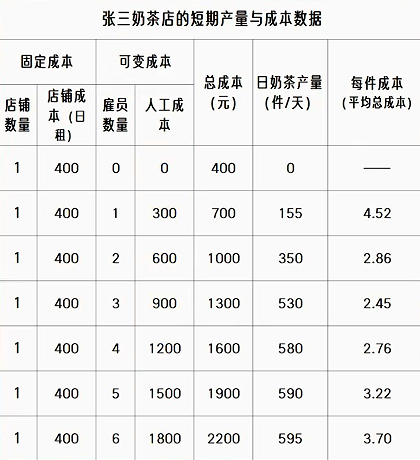 张三奶茶店的短期产量与成本数据
固定成本 可变成本 总成本（元） 日奶茶产量（件/天） 每件成本（平均总成本）
店铺数量 店铺成本（日租） 雇员数量 人工成本
1 400 0 0 400 0 ——
1 400 1 300 700 155 4.52
1 400 2 600 1000 350 2.86
1 400 3 900 1300 530 2.45
1 400 4 1200 1600 580 2.76
1 400 5 1500 1900 590 3.22
1 400 6 1800 2200 595 3.70